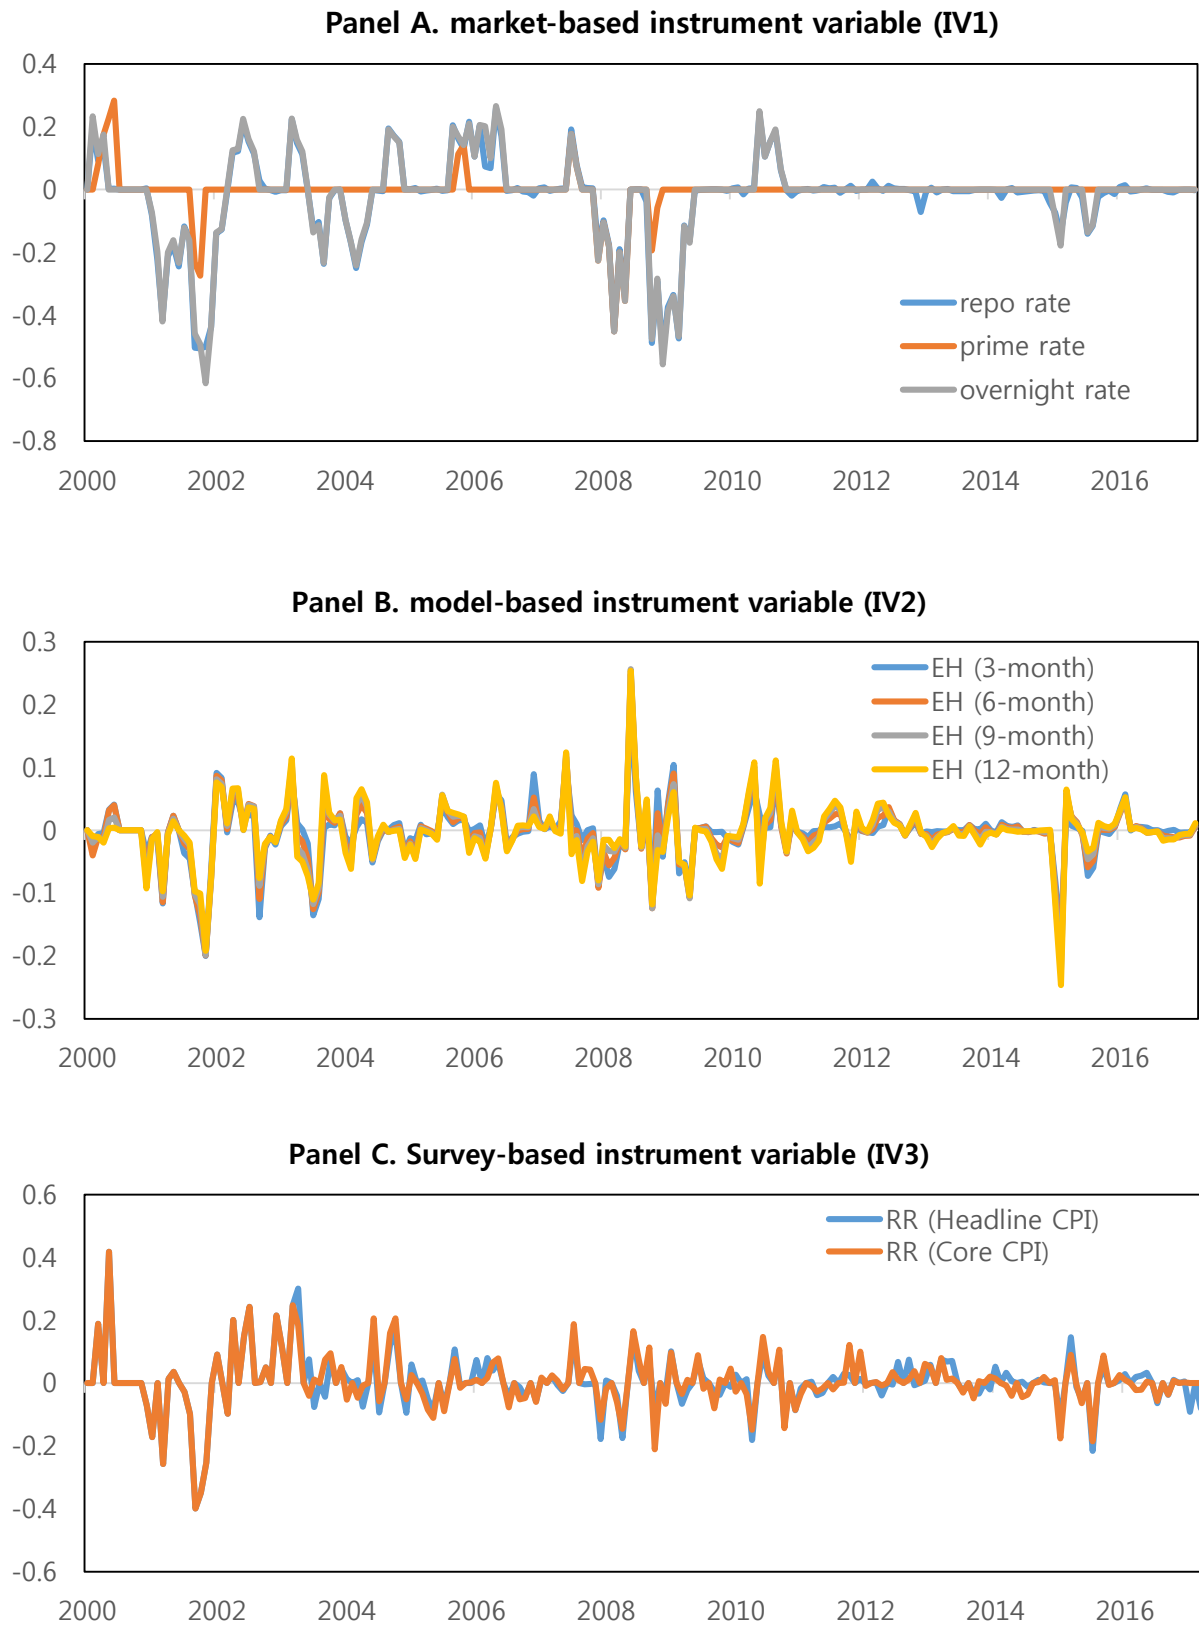 Panel A. market-based instrument variable (IV1)
0.4
0.2
0
-0.2
-0.4
-0.6
-0.8
repo rate
prime rate
overnight rate
2000 2002 2004 2006 2008 2010 2012 2014 2016
Panel B. model-based instrument variable (IV2)
0.3
0.2
0.1
0
-0.1
-0.2
-0.3
EH (3-month)
EH (6-month)
EH (9-month)
EH (12-month)
2000 2002 2004 2006 2008 2010 2012 2014 2016
Panel C. Survey-based instrument variable (IV3)
0.6
0.4
0.2
0
-0.2
-0.4
-0.6
RR (Headline CPI)
RR (Core CPI)
2000 2002 2004 2006 2008 2010 2012 2014 2016